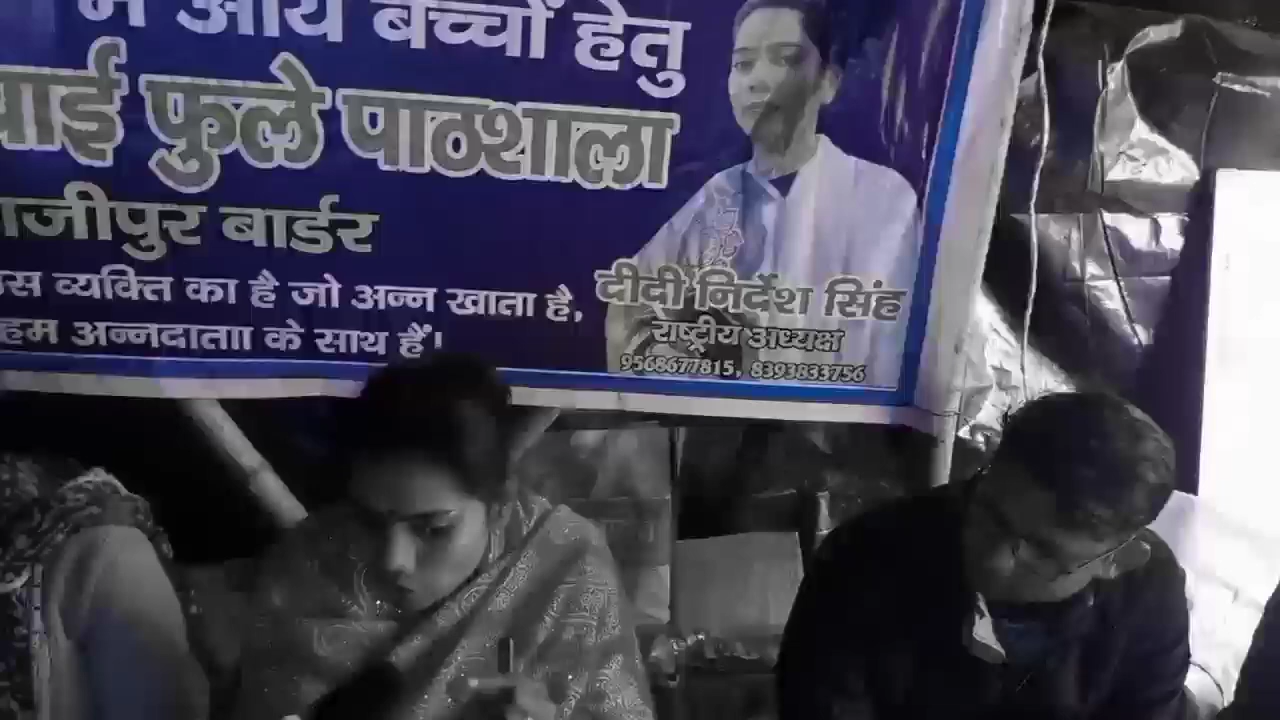 में आये बच्चों हेतु
बाई फुले पाठशाला
बार्डर
व्यक्ति का है जो अन्न खाता है,
हम अन्नदाताा के साथ हैं!
दीदी निर्देश सिंह
राष्ट्रीय अध्यक्ष
9568677815, 8393833756